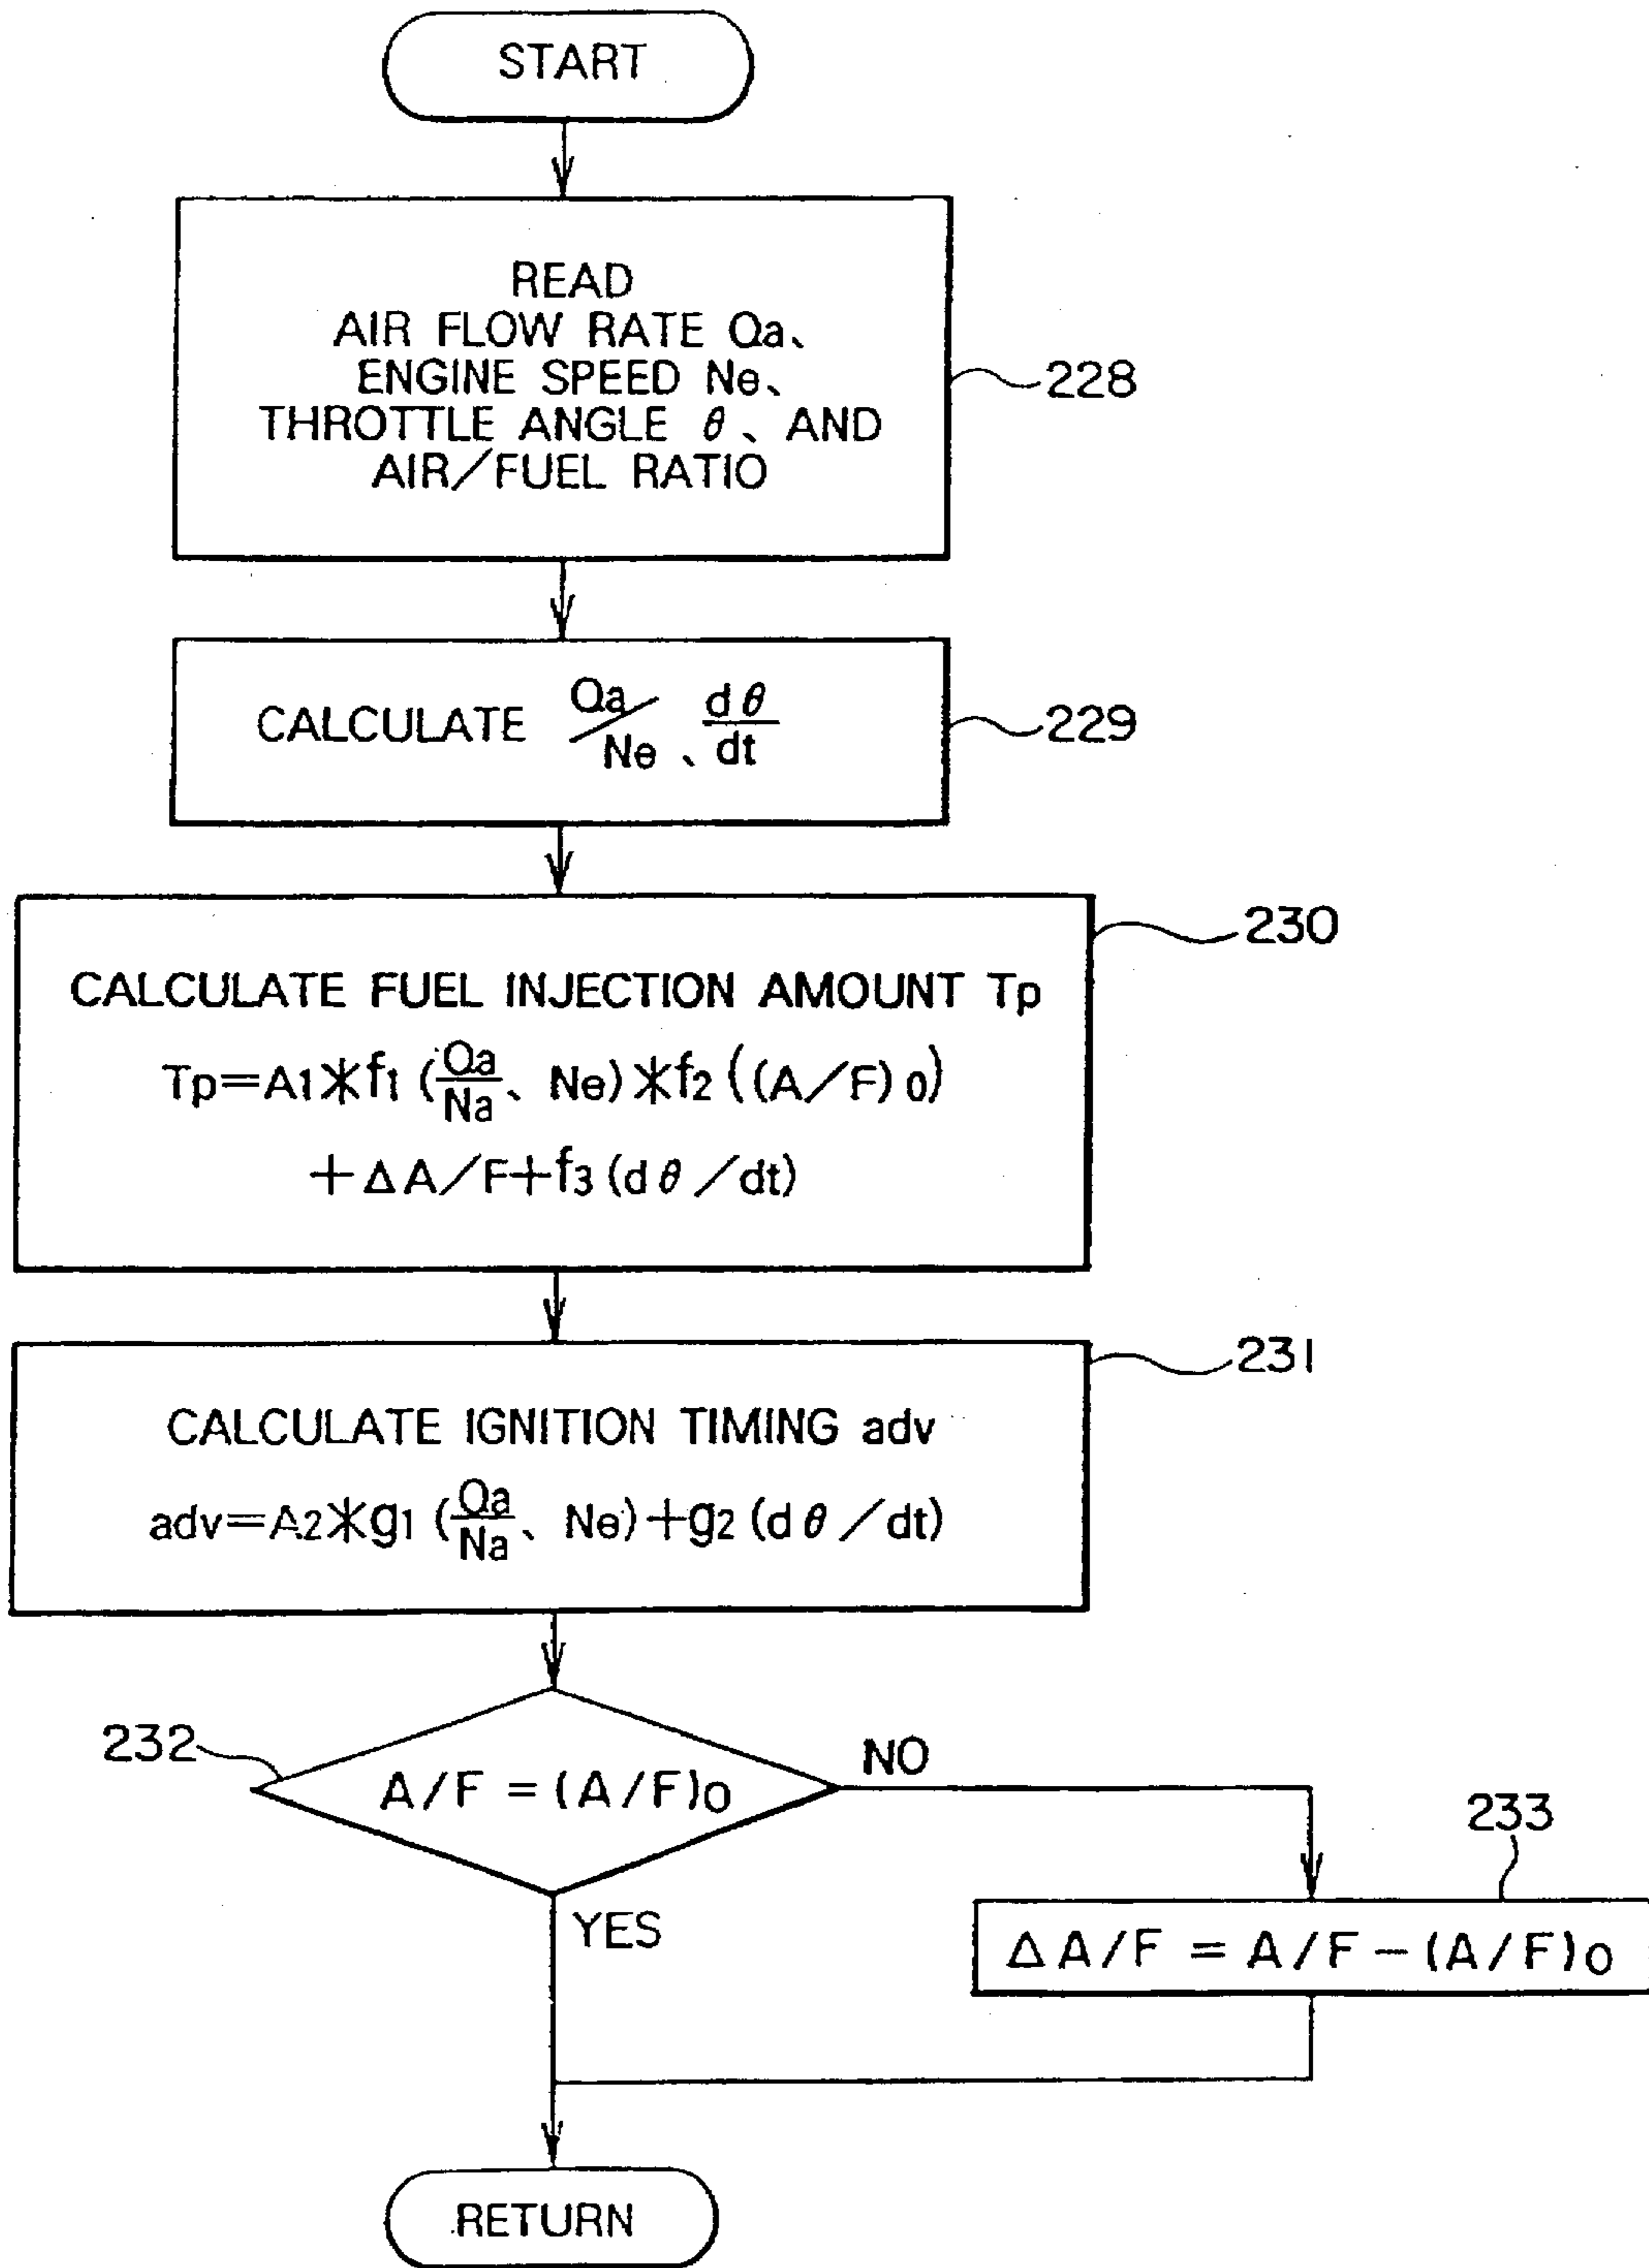 START
READ
AIR FLOW RATE Qa、
ENGINE SPEED Ne、
THROTTLE ANGLE θ、AND
AIR/FUEL RATIO
228
CALCULATE Qa/Ne、dθ/dt
229
230
CALCULATE FUEL INJECTION AMOUNT Tp
Tp=A1*f1(Qa/Na、Ne)*f2((A/F)0)
+ΔA/F+f3(dθ/dt)
231
CALCULATE IGNITION TIMING adv
adv=A2*g1(Qa/Na、Ne)+g2(dθ/dt)
232
A/F=(A/F)0
NO
YES
233
ΔA/F=A/F-(A/F)0
RETURN